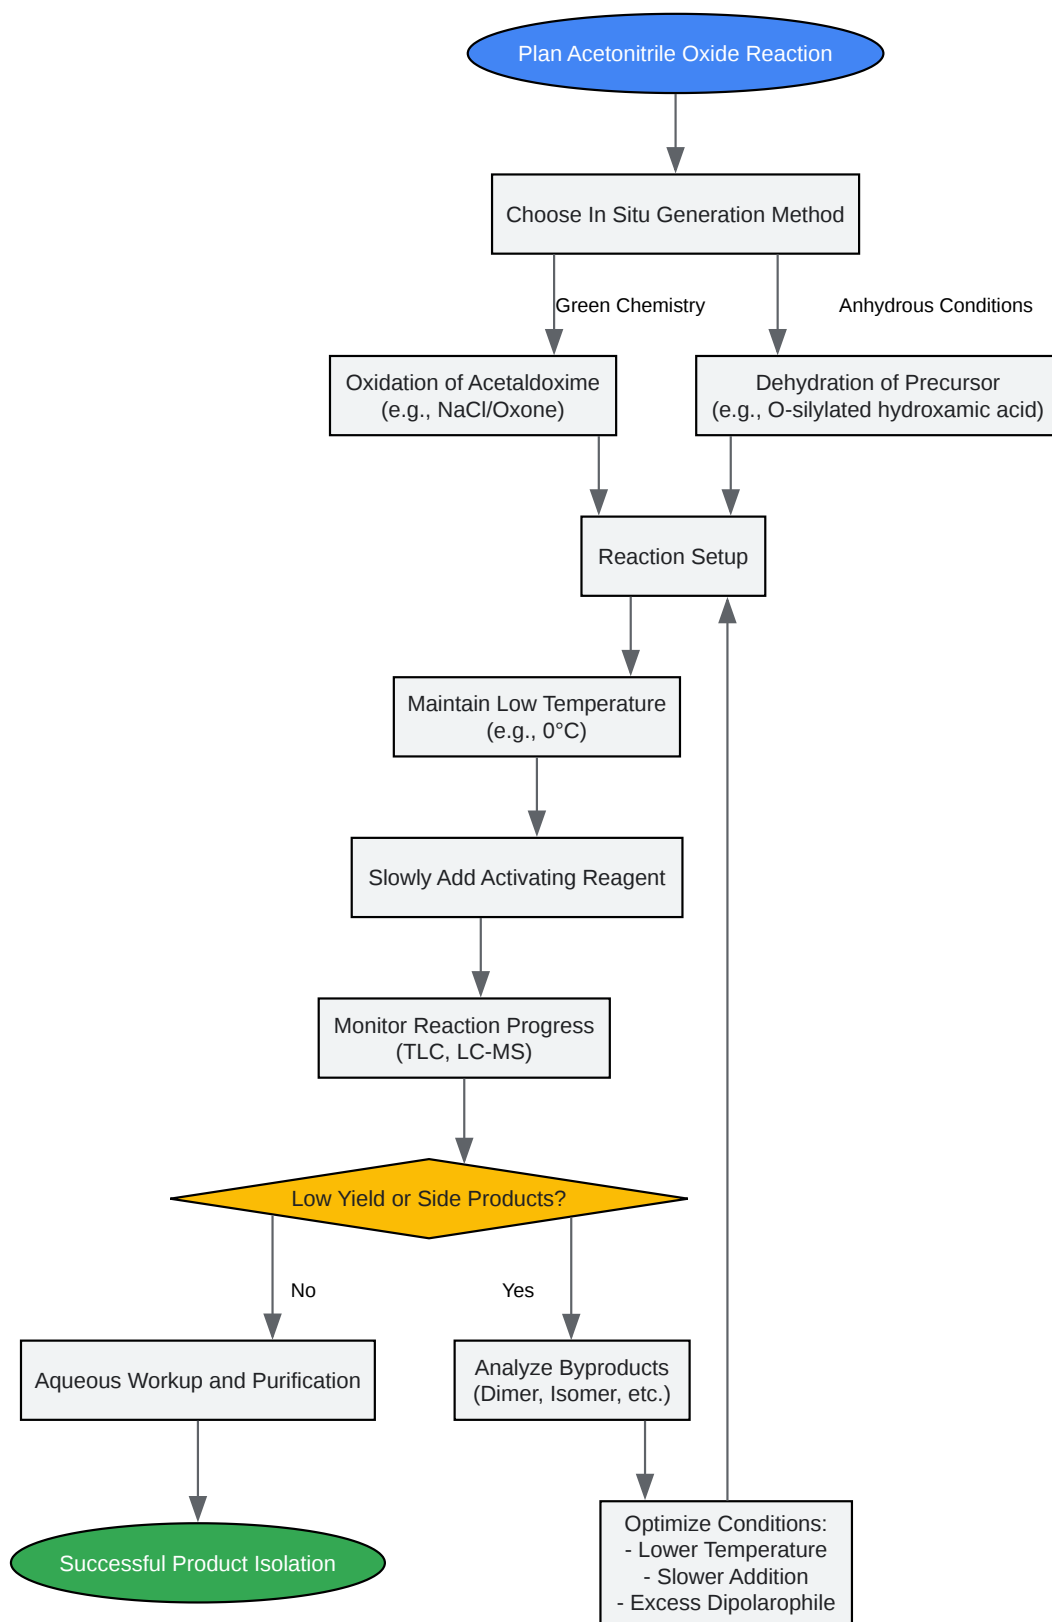 Plan Acetonitrile Oxide Reaction
Choose In Situ Generation Method
Green Chemistry
Anhydrous Conditions
Oxidation of Acetaldoxime
(e.g., NaCl/Oxone)
Dehydration of Precursor
(e.g., O-silylated hydroxamic acid)
Reaction Setup
Maintain Low Temperature
(e.g., 0°C)
Slowly Add Activating Reagent
Monitor Reaction Progress
(TLC, LC-MS)
Low Yield or Side Products?
No
Yes
Aqueous Workup and Purification
Analyze Byproducts
(Dimer, Isomer, etc.)
Successful Product Isolation
Optimize Conditions:
- Lower Temperature
- Slower Addition
- Excess Dipolarophile